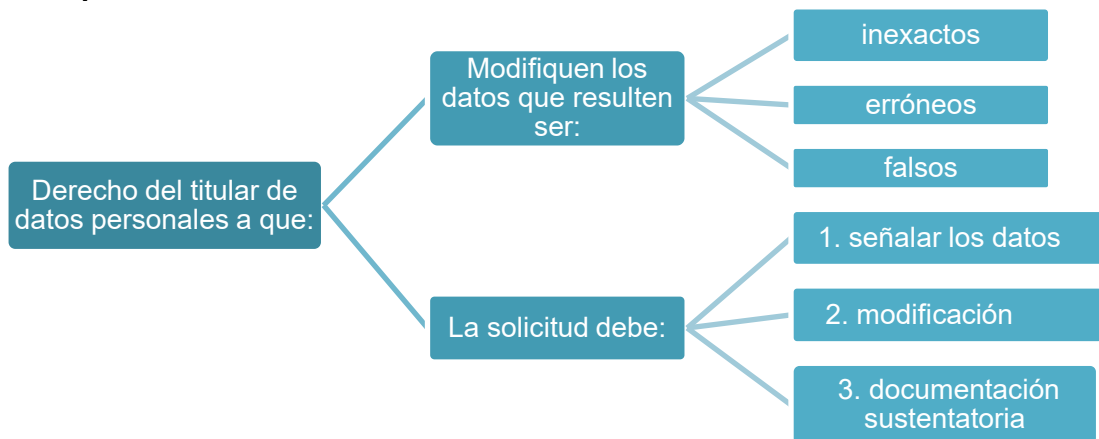 Derecho del titular de
datos personales a que:
Modifiquen los
datos que resulten
ser:
inexactos
erróneos
falsos
La solicitud debe:
1. señalar los datos
2. modificación
3. documentación
sustentatoria